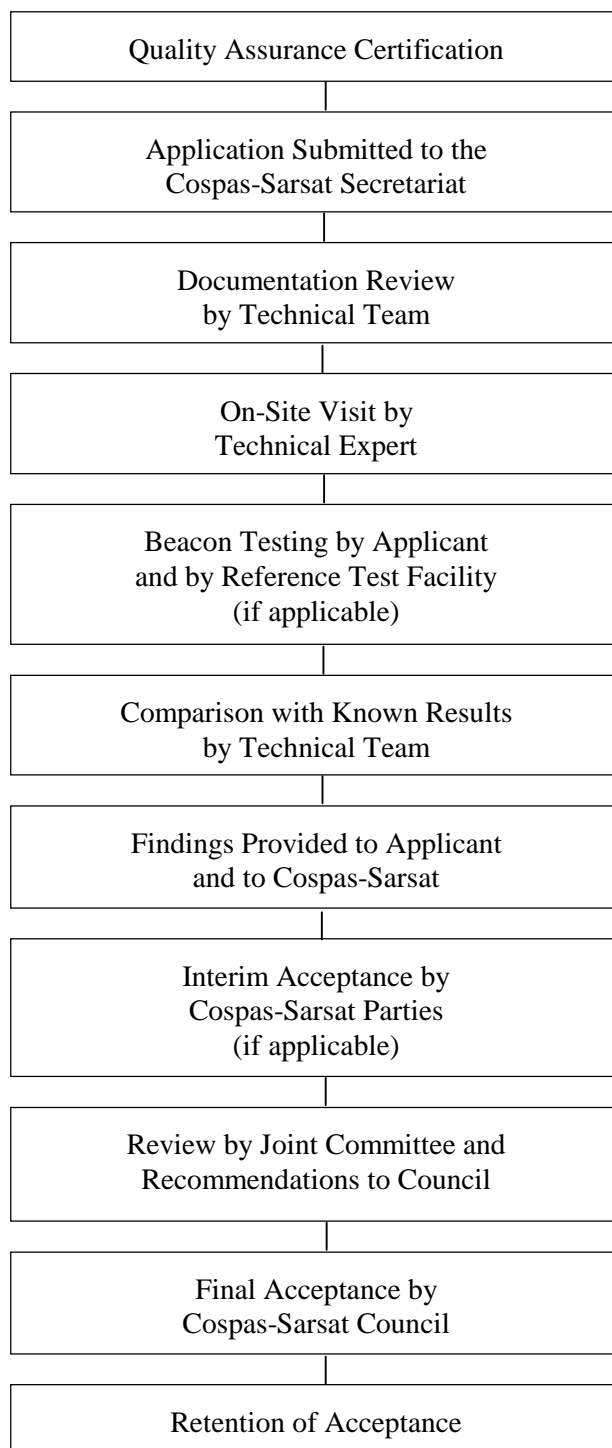 Quality Assurance Certification
Application Submitted to the
Cospas-Sarsat Secretariat
Documentation Review
by Technical Team
On-Site Visit by
Technical Expert
Beacon Testing by Applicant
and by Reference Test Facility
(if applicable)
Comparison with Known Results
by Technical Team
Findings Provided to Applicant
and to Cospas-Sarsat
Interim Acceptance by
Cospas-Sarsat Parties
(if applicable)
Review by Joint Committee and
Recommendations to Council
Final Acceptance by
Cospas-Sarsat Council
Retention of Acceptance